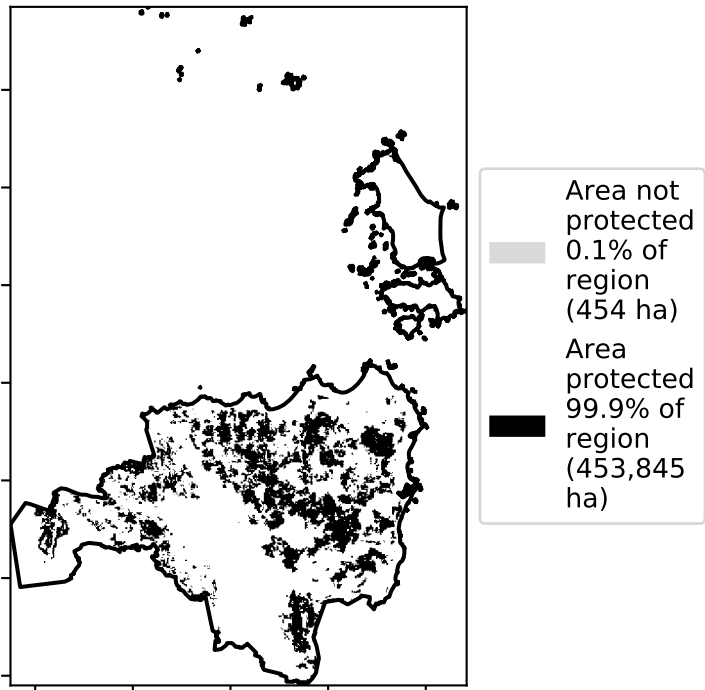 Area not
protected
0.1% of
region
(454 ha)
Area
protected
99.9% of
region
(453,845
ha)